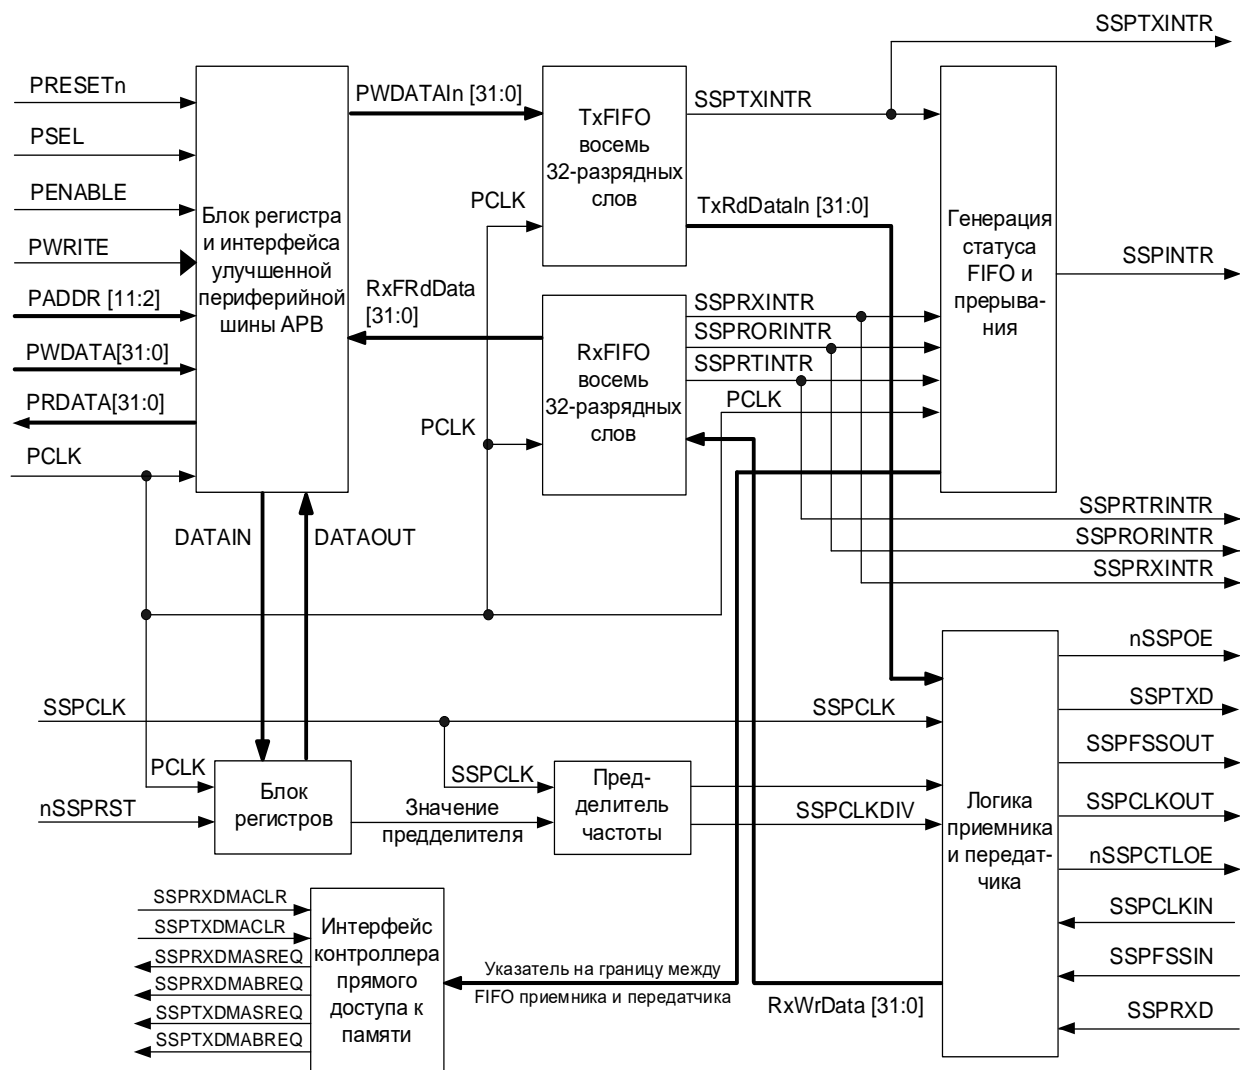 SSPTXINTR
PRESETn
PSEL
PENABLE
PWRITE
PADDR [11:2]
PWDATA[31:0]
PRDATA[31:0]
PCLK
Блок регистра
и интерфейса
улучшенной
периферийной
шины APB
PWDATAIn [31:0]
PCLK
RxFRdData
[31:0]
PCLK
TxFIFO
восемь
32-разрядных
слов
RxFIFO
восемь
32-разрядных
слов
SSPTXINTR
TxRdDataIn [31:0]
SSPRXINTR
SSPRORINTR
SSPRTINTR
PCLK
Генерация
статуса
FIFO и
прерыва-
ния
SSPINTR
SSPRTRINTR
SSPRORINTR
SSPRXINTR
DATAIN
DATAOUT
SSPCLK
SSPCLK
PCLK
nSSPRST
Блок
регистров
SSPCLK
Значение
предделителя
Пред-
делитель
частоты
SSPCLKDIV
Логика
приемника
и передат-
чика
nSSPOE
SSPTXD
SSPFSSOUT
SSPCLKOUT
nSSPCTLOE
SSPCLKIN
SSPFSSIN
SSPRXD
SSPRXDMACLR
SSPTXDMACLR
SSPRXDMASREQ
SSPRXDMABREQ
SSPTXDMASREQ
SSPTXDMABREQ
Интерфейс
контроллера
прямого
доступа к
памяти
Указатель на границу между
FIFO приемника и передатчика
RxWrData [31:0]